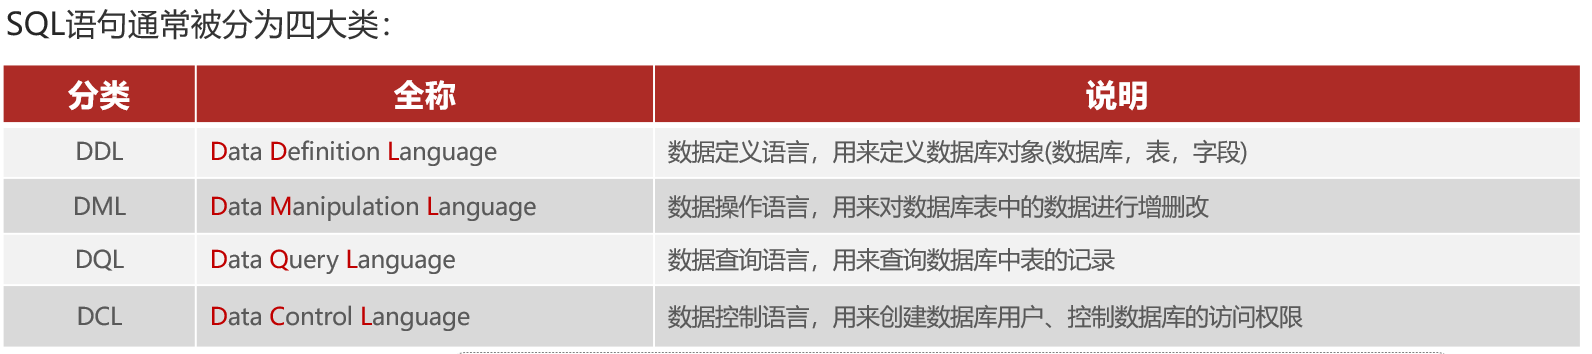 SQL语句通常被分为四大类：
分类 全称 说明
DDL Data Definition Language 数据定义语言，用来定义数据库对象(数据库，表，字段)
DML Data Manipulation Language 数据操作语言，用来对数据库表中的数据进行增删改
DQL Data Query Language 数据查询语言，用来查询数据库中表的记录
DCL Data Control Language 数据控制语言，用来创建数据库用户、控制数据库的访问权限